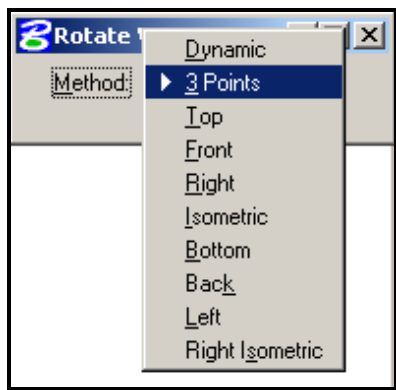 Rotate
Method:
Dynamic
3 Points
Top
Front
Right
Isometric
Bottom
Back
Left
Right Isometric